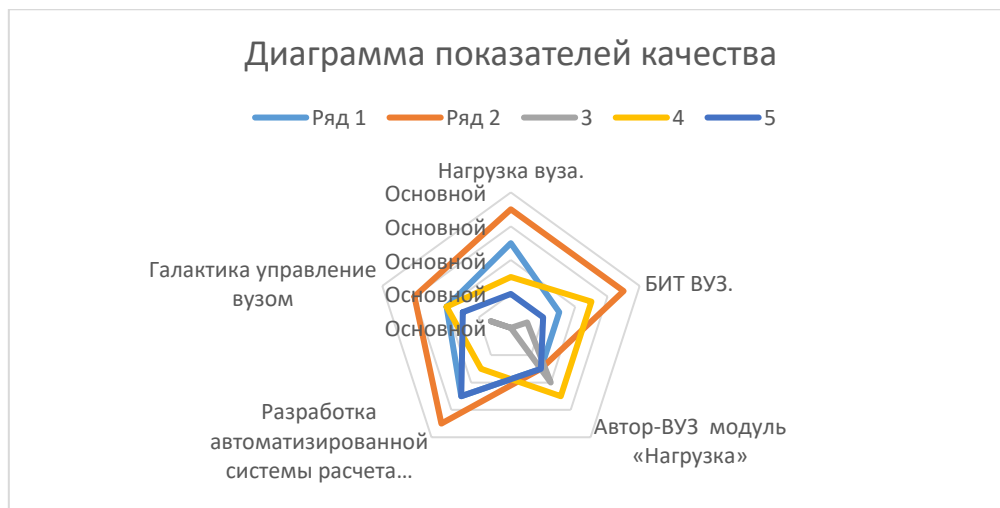 Диаграмма показателей качества
Ряд 1 Ряд 2 3 4 5
Нагрузка вуза.
Основной
Основной
Основной
Основной
Основной
БИТ ВУЗ.
Автор-ВУЗ модуль
«Нагрузка»
Разработка
автоматизированной
системы расчета…
Галактика управление
вузом